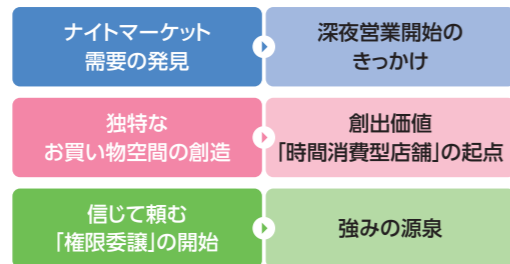 ナイトマーケット
需要の発見
深夜営業開始の
きっかけ
独特な
お買い物空間の創造
創出価値
「時間消費型店舗」の起点
信じて頼む
「権限委譲」の開始
強みの源泉